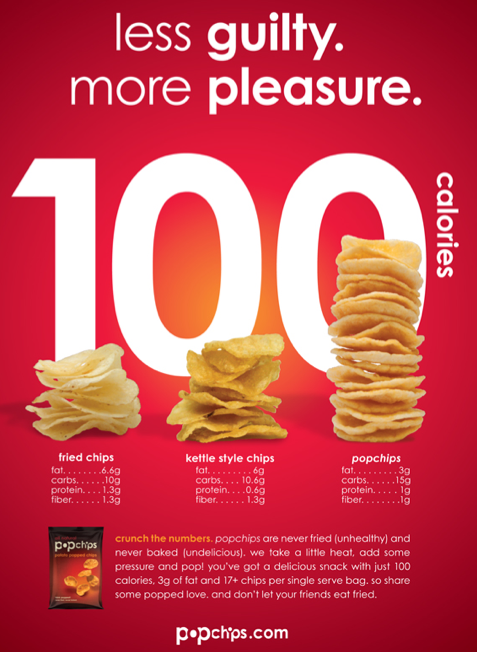 less guilty.
more pleasure.
100
calories
fried chips
fat. . . . . . . .6.6g
carbs. . . . . .10g
protein. . . . 1.3g
fiber. . . . . . 1.3g
kettle style chips
fat. . . . . . . . . 6g
carbs. . . . 10.6g
protein. . . .0.6g
fiber. . . . . . 1.3g
popchips
fat. . . . . . . . . 3g
carbs. . . . . .15g
protein. . . . . 1g
fiber. . . . . . . .1g
popchips
crunch the numbers. popchips are never fried (unhealthy) and
never baked (undelicious). we take a little heat, add some
pressure and pop! you've got a delicious snack with just 100
calories, 3g of fat and 17+ chips per single serve bag. so share
some popped love. and don't let your friends eat fried.
popchips.com